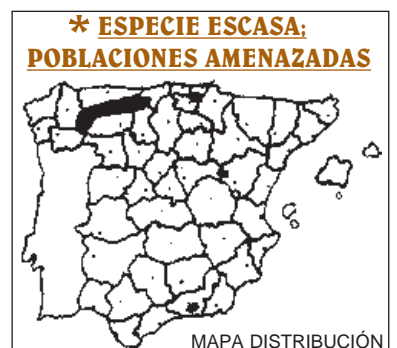 * ESPECIE ESCASA;
POBLACIONES AMENAZADAS
MAPA DISTRIBUCIÓN